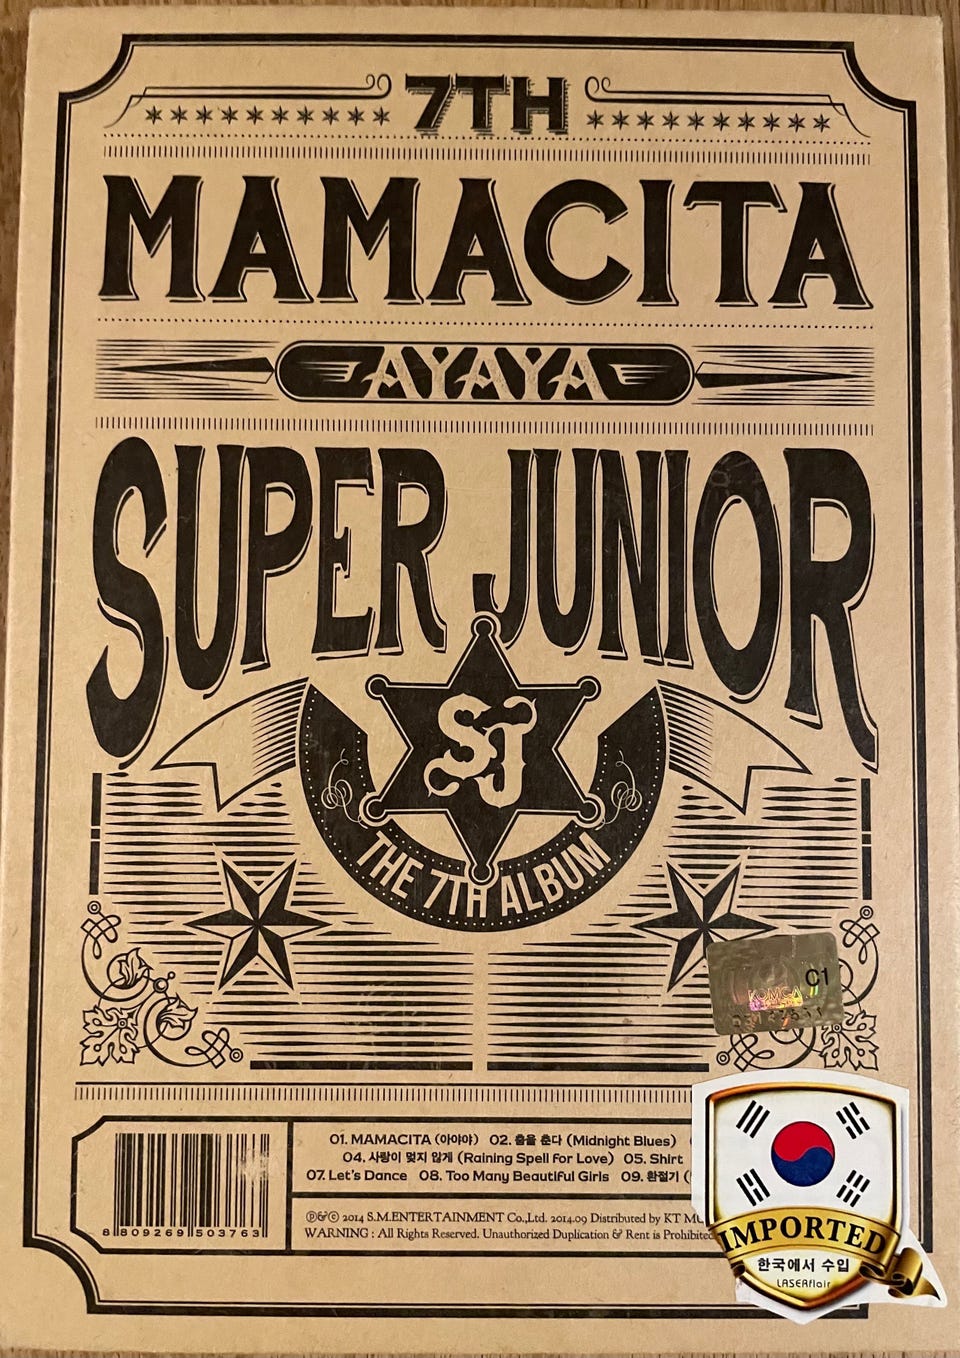 7TH
MAMACITA
AYAYA
SUPER JUNIOR
SJ
THE 7TH ALBUM
KOMCA C1
01. MAMACITA (아야야) 02. 춤을 춘다 (Midnight Blues)
04. 사랑이 멎지 않게 (Raining Spell for Love) 05. Shirt
07. Let's Dance 08. Too Many Beautiful Girls 09. 환절기 (
8 809269 503763
℗&© 2014 S.M.ENTERTAINMENT Co.,Ltd. 2014.09 Distributed by KT MU
WARNING : All Rights Reserved. Unauthorized Duplication & Rent is Prohibited
IMPORTED
한국에서 수입
LASERflair